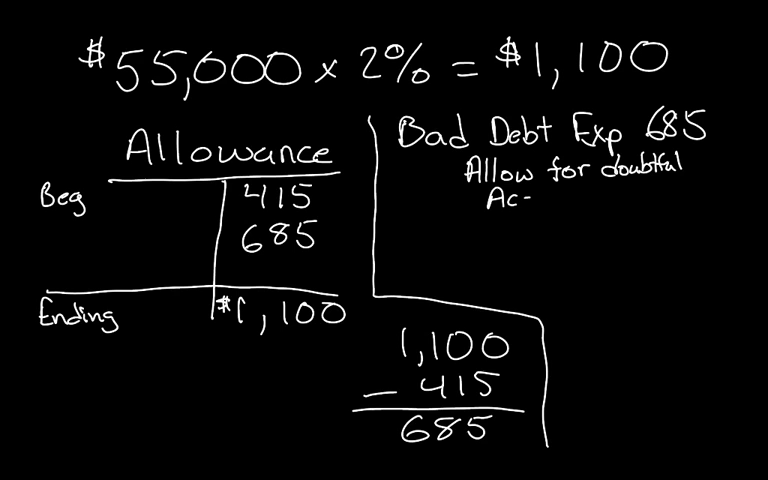 $55,000 x 2% = $1,100
Allowance
Beg 415
685
Ending $1,100
Bad Debt Exp 685
Allow for doubtful
Ac-
1,100
- 415
685